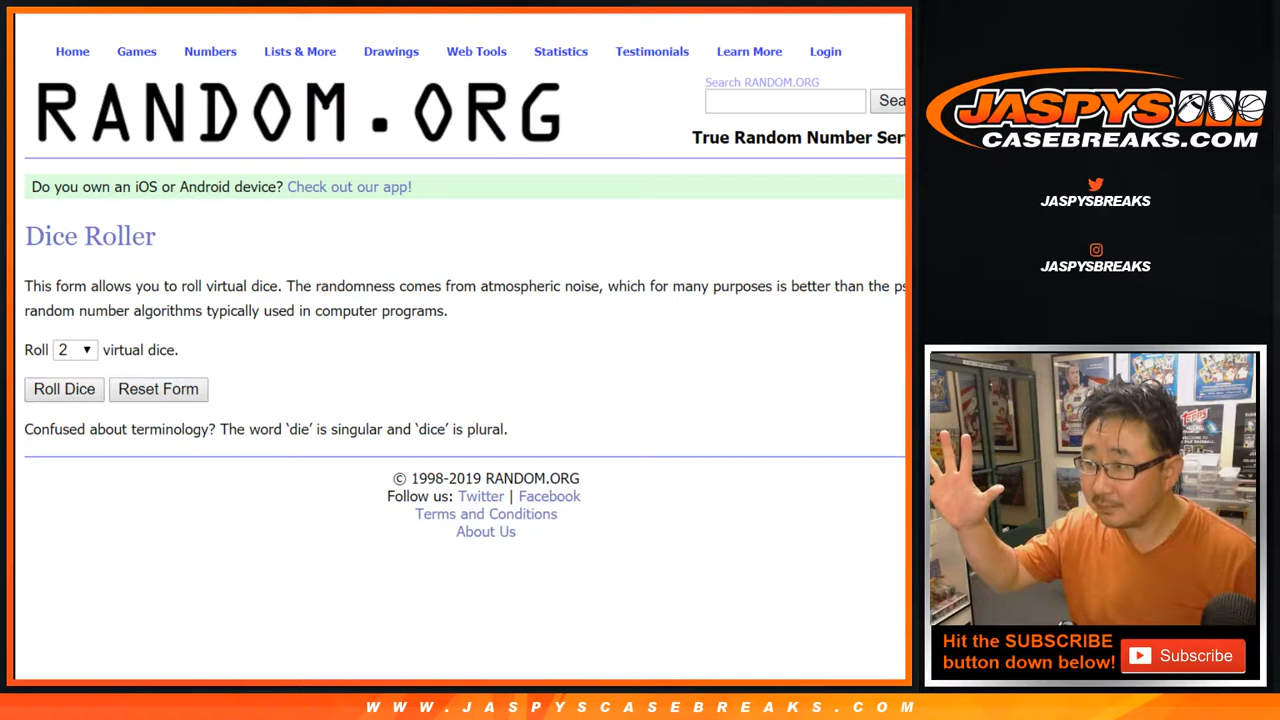 Home Games Numbers Lists & More Drawings Web Tools Statistics Testimonials Learn More Login
RANDOM.ORG
Search RANDOM.ORG
Sea
True Random Number Ser
Do you own an iOS or Android device? Check out our app!
Dice Roller
This form allows you to roll virtual dice. The randomness comes from atmospheric noise, which for many purposes is better than the ps
random number algorithms typically used in computer programs.
Roll 2 virtual dice.
Roll Dice Reset Form
Confused about terminology? The word ‘die’ is singular and ‘dice’ is plural.
© 1998-2019 RANDOM.ORG
Follow us: Twitter | Facebook
Terms and Conditions
About Us
JASPYS
CASEBREAKS.COM
JASPYSBREAKS
JASPYSBREAKS
Topps
Hit the SUBSCRIBE
button down below!
Subscribe
WWW.JASPYSCASEBREAKS.COM